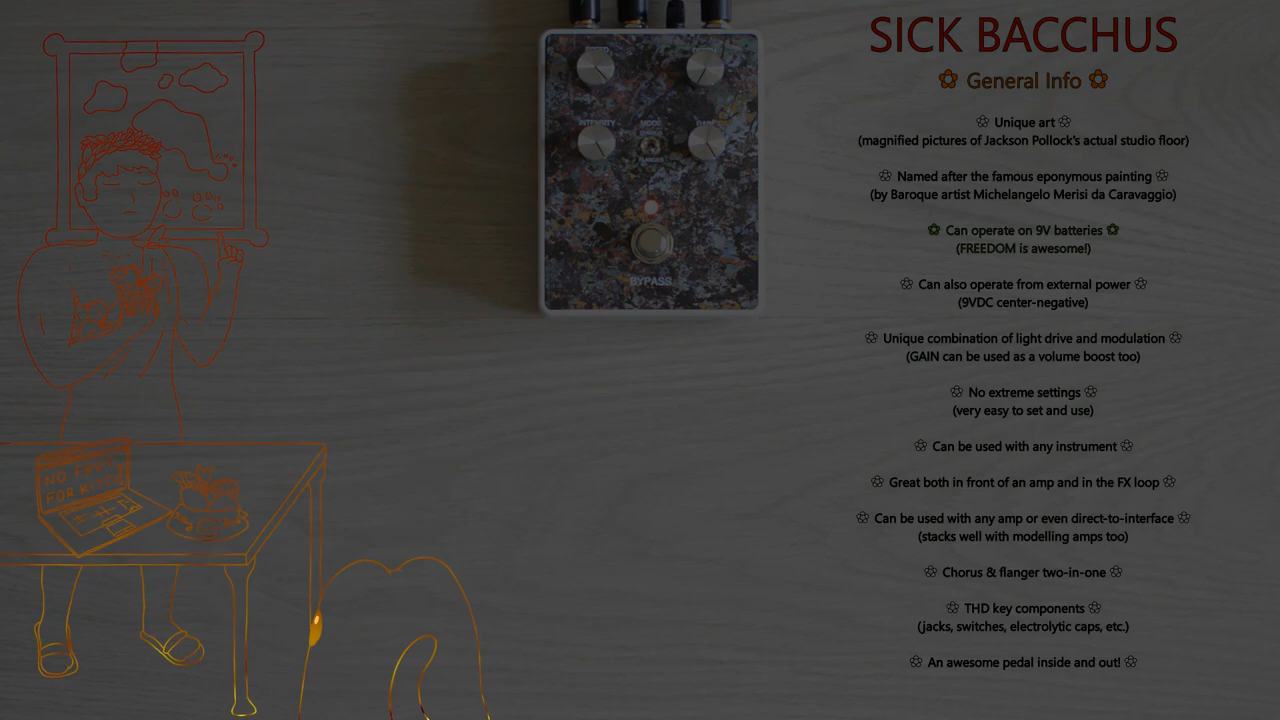 SICK BACCHUS
General Info
Unique art
(magnified pictures of Jackson Pollock's actual studio floor)
Named after the famous eponymous painting
(by Baroque artist Michelangelo Merisi da Caravaggio)
Can operate on 9V batteries
(FREEDOM is awesome!)
Can also operate from external power
(9VDC center-negative)
Unique combination of light drive and modulation
(GAIN can be used as a volume boost too)
No extreme settings
(very easy to set and use)
Can be used with any instrument
Great both in front of an amp and in the FX loop
Can be used with any amp or even direct-to-interface
(stacks well with modelling amps too)
Chorus & flanger two-in-one
THD key components
(jacks, switches, electrolytic caps, etc.)
An awesome pedal inside and out!
INTENSITY MODE
BYPASS
NO
FOR